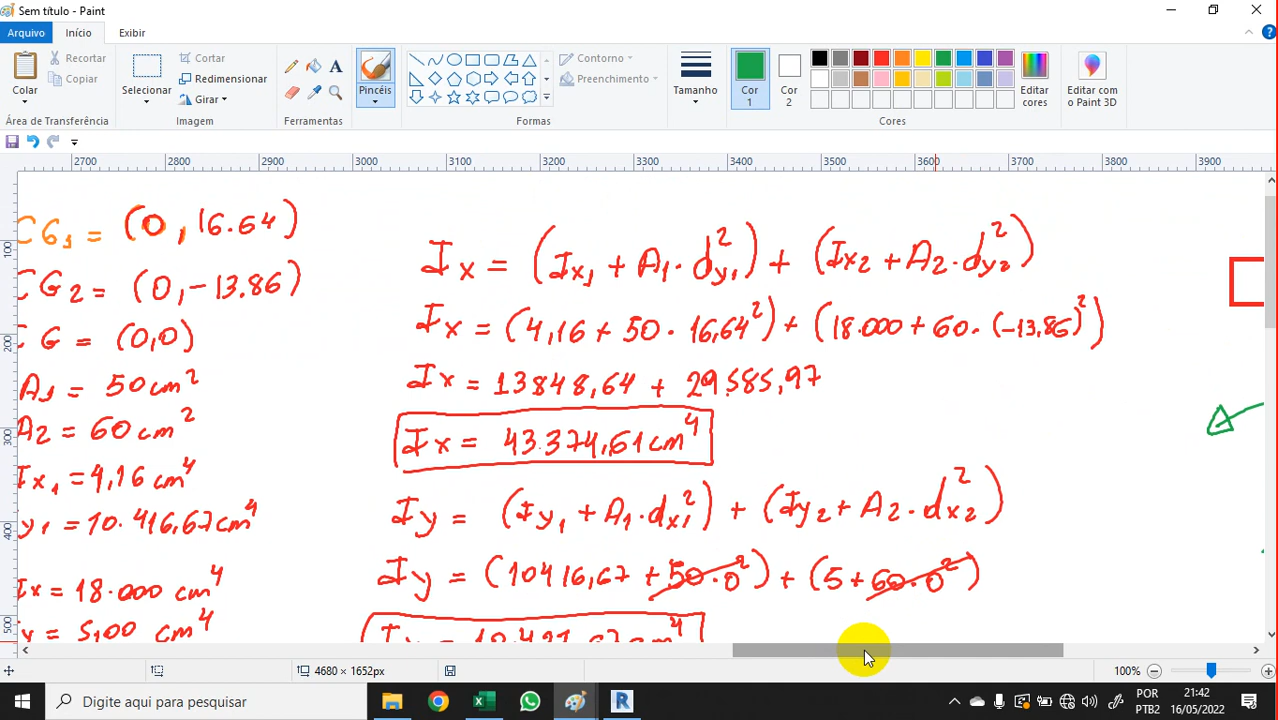 Sem título - Paint
Arquivo Início Exibir
Colar
Recortar
Copiar
Área de Transferência
Selecionar
Cortar
Redimensionar
Girar
Imagem
Ferramentas
Pincéis
Contorno
Preenchimento
Formas
Tamanho
Cor 1
Cor 2
Editar cores
Cores
Editar com o Paint 3D
2700 2800 2900 3000 3100 3200 3300 3400 3500 3600 3700 3800 3900
100
200
300
400
500
CG1 = (0, 16.64)
CG2 = (0, -13.86)
CG = (0,0)
A1 = 50 cm²
A2 = 60 cm²
Ix1 = 4,16 cm⁴
y1 = 10.416,67 cm⁴
Ix = 18.000 cm⁴
y = 5,00 cm⁴
Ix = (Ix1 + A1 · dy1²) + (Ix2 + A2 · dy2²)
Ix = (4,16 + 50 · 16,64²) + (18.000 + 60 · (-13,86)²)
Ix = 13848,64 + 29.585,97
Ix = 43.374,61 cm⁴
Iy = (Iy1 + A1 · dx1²) + (Iy2 + A2 · dx2²)
Iy = (10416,67 + 50 · 0²) + (5 + 60 · 0²)
4680 × 1652px
100%
Digite aqui para pesquisar
POR
PTB2
21:42
16/05/2022